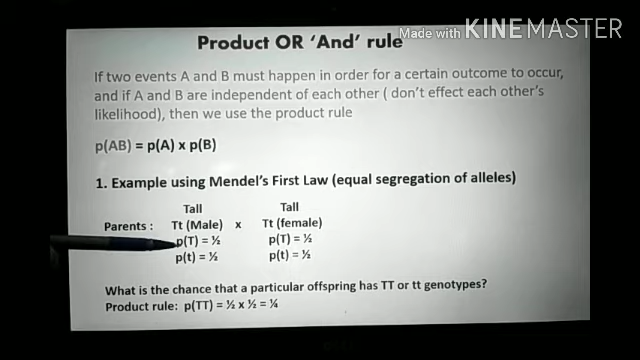 Made with KINEMASTER
Product OR ‘And’ rule
If two events A and B must happen in order for a certain outcome to occur,
and if A and B are independent of each other ( don’t effect each other’s
likelihood), then we use the product rule
p(AB) = p(A) x p(B)
1. Example using Mendel’s First Law (equal segregation of alleles)
Tall Tall
Parents : Tt (Male) x Tt (female)
p(T) = ½ p(T) = ½
p(t) = ½ p(t) = ½
What is the chance that a particular offspring has TT or tt genotypes?
Product rule: p(TT) = ½ x ½ = ¼